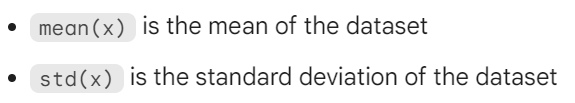 • mean(x) is the mean of the dataset
• std(x) is the standard deviation of the dataset